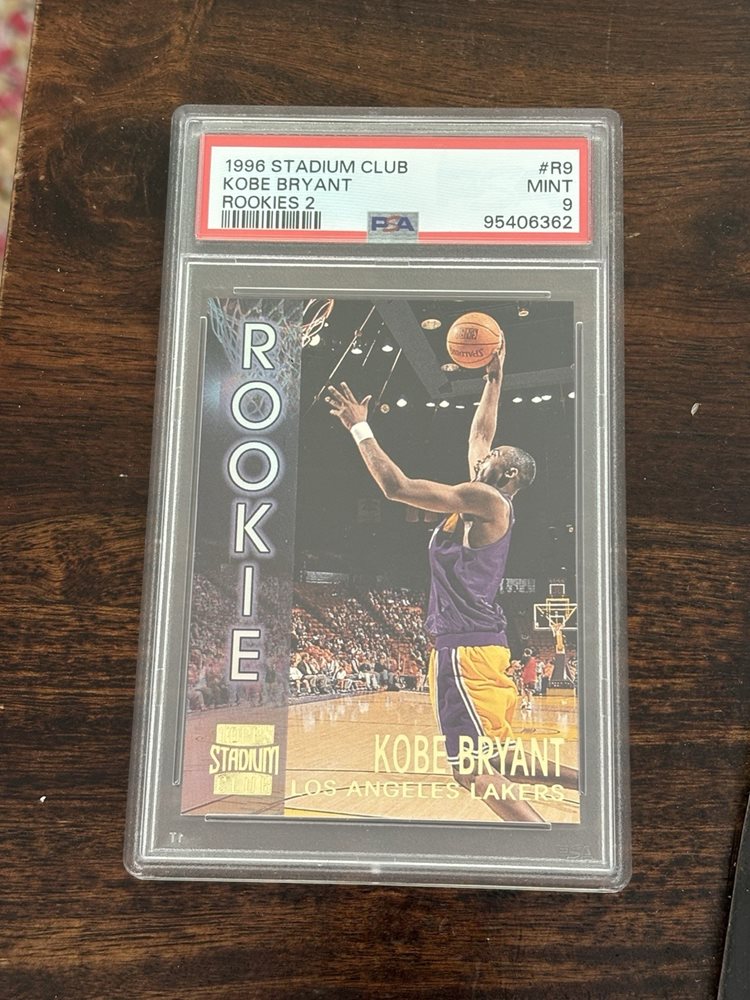 1996 STADIUM CLUB #R9
KOBE BRYANT MINT
ROOKIES 2 9
PSA 95406362
ROOKIE
STADIUM
KOBE BRYANT
LOS ANGELES LAKERS